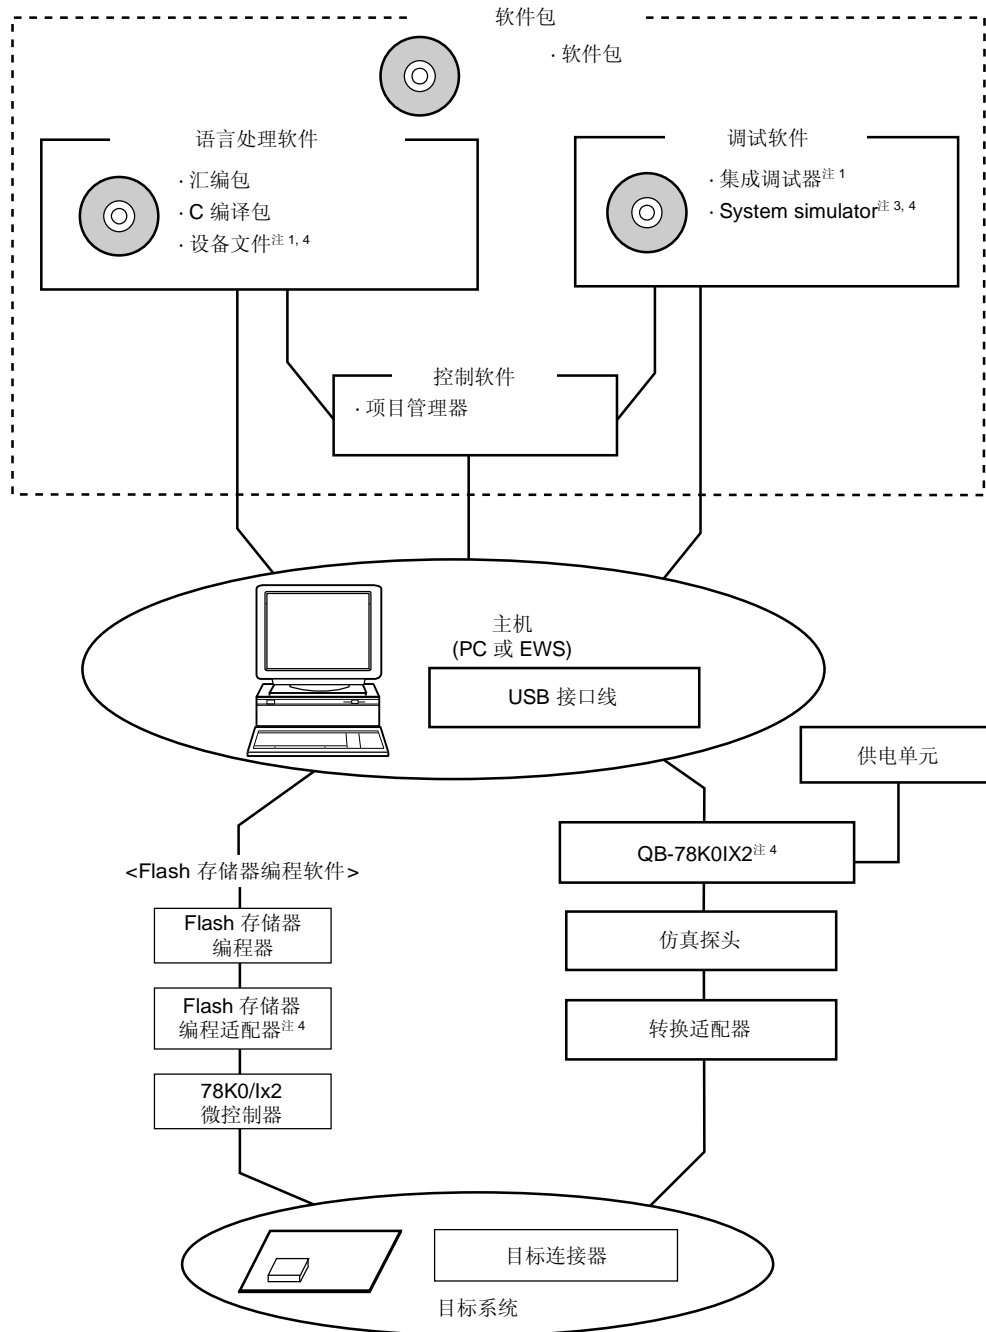 软件包
· 软件包
语言处理软件
· 汇编包
· C 编译包
· 设备文件注 1, 4
调试软件
· 集成调试器注 1
· System simulator注 3, 4
控制软件
· 项目管理器
主机
(PC 或 EWS)
USB 接口线
供电单元
QB-78K0IX2注 4
<Flash 存储器编程软件>
Flash 存储器
编程器
仿真探头
Flash 存储器
编程适配器注 4
转换适配器
78K0/Ix2
微控制器
目标连接器
目标系统